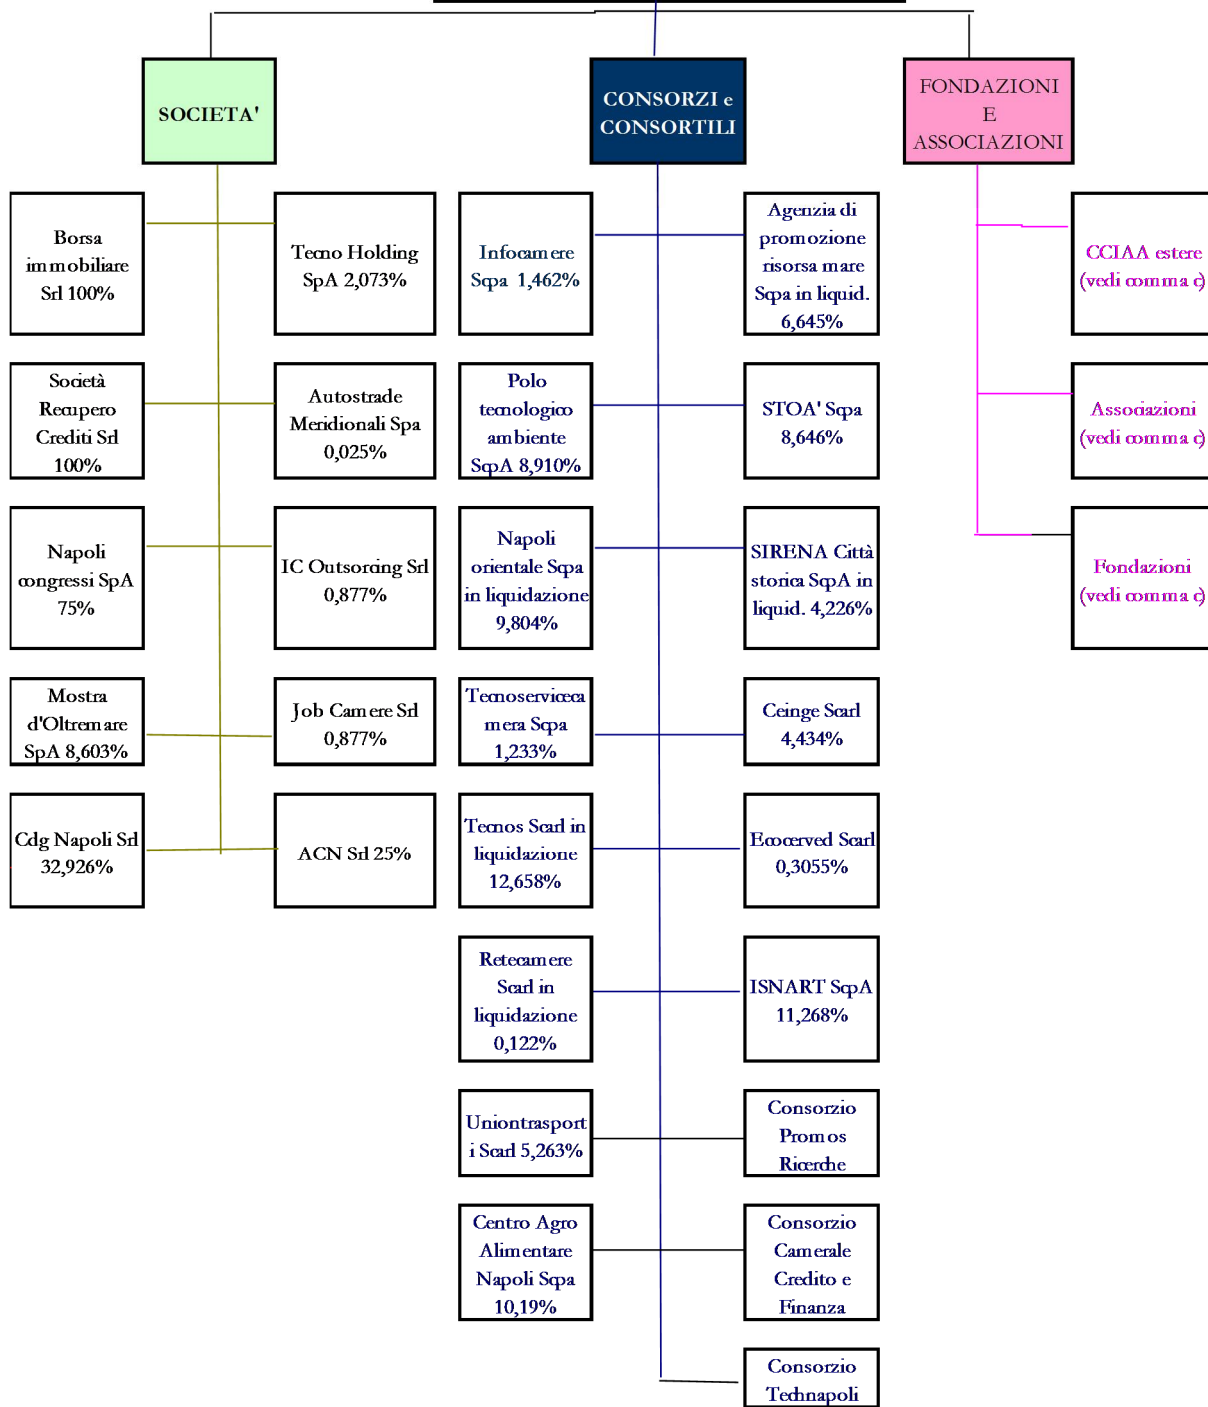 SOCIETA'
CONSORZI e
CONSORTILI
FONDAZIONI
E
ASSOCIAZIONI
Borsa
immobiliare
Srl 100%
Tecno Holding
SpA 2,073%
Infocamere
Scpa 1,462%
Agenzia di
promozione
risorsa mare
Scpa in liquid.
6,645%
CCIAA estere
(vedi comma c)
Società
Recupero
Crediti Srl
100%
Autostrade
Meridionali Spa
0,025%
Polo
tecnologico
ambiente
ScpA 8,910%
STOA' Scpa
8,646%
Associazioni
(vedi comma c)
Napoli
congressi SpA
75%
IC Outsorcing Srl
0,877%
Napoli
orientale Scpa
in liquidazione
9,804%
SIRENA Città
storica ScpA in
liquid. 4,226%
Fondazioni
(vedi comma c)
Mostra
d'Oltremare
SpA 8,603%
Job Camere Srl
0,877%
Tecnoserviceca
mera Scpa
1,233%
Ceinge Scarl
4,434%
Cdg Napoli Srl
32,926%
ACN Srl 25%
Tecnos Scarl in
liquidazione
12,658%
Ecocerved Scarl
0,3055%
Retecamere
Scarl in
liquidazione
0,122%
ISNART ScpA
11,268%
Uniontrasport
i Scarl 5,263%
Consorzio
Promos
Ricerche
Centro Agro
Alimentare
Napoli Scpa
10,19%
Consorzio
Camerale
Credito e
Finanza
Consorzio
Technapoli